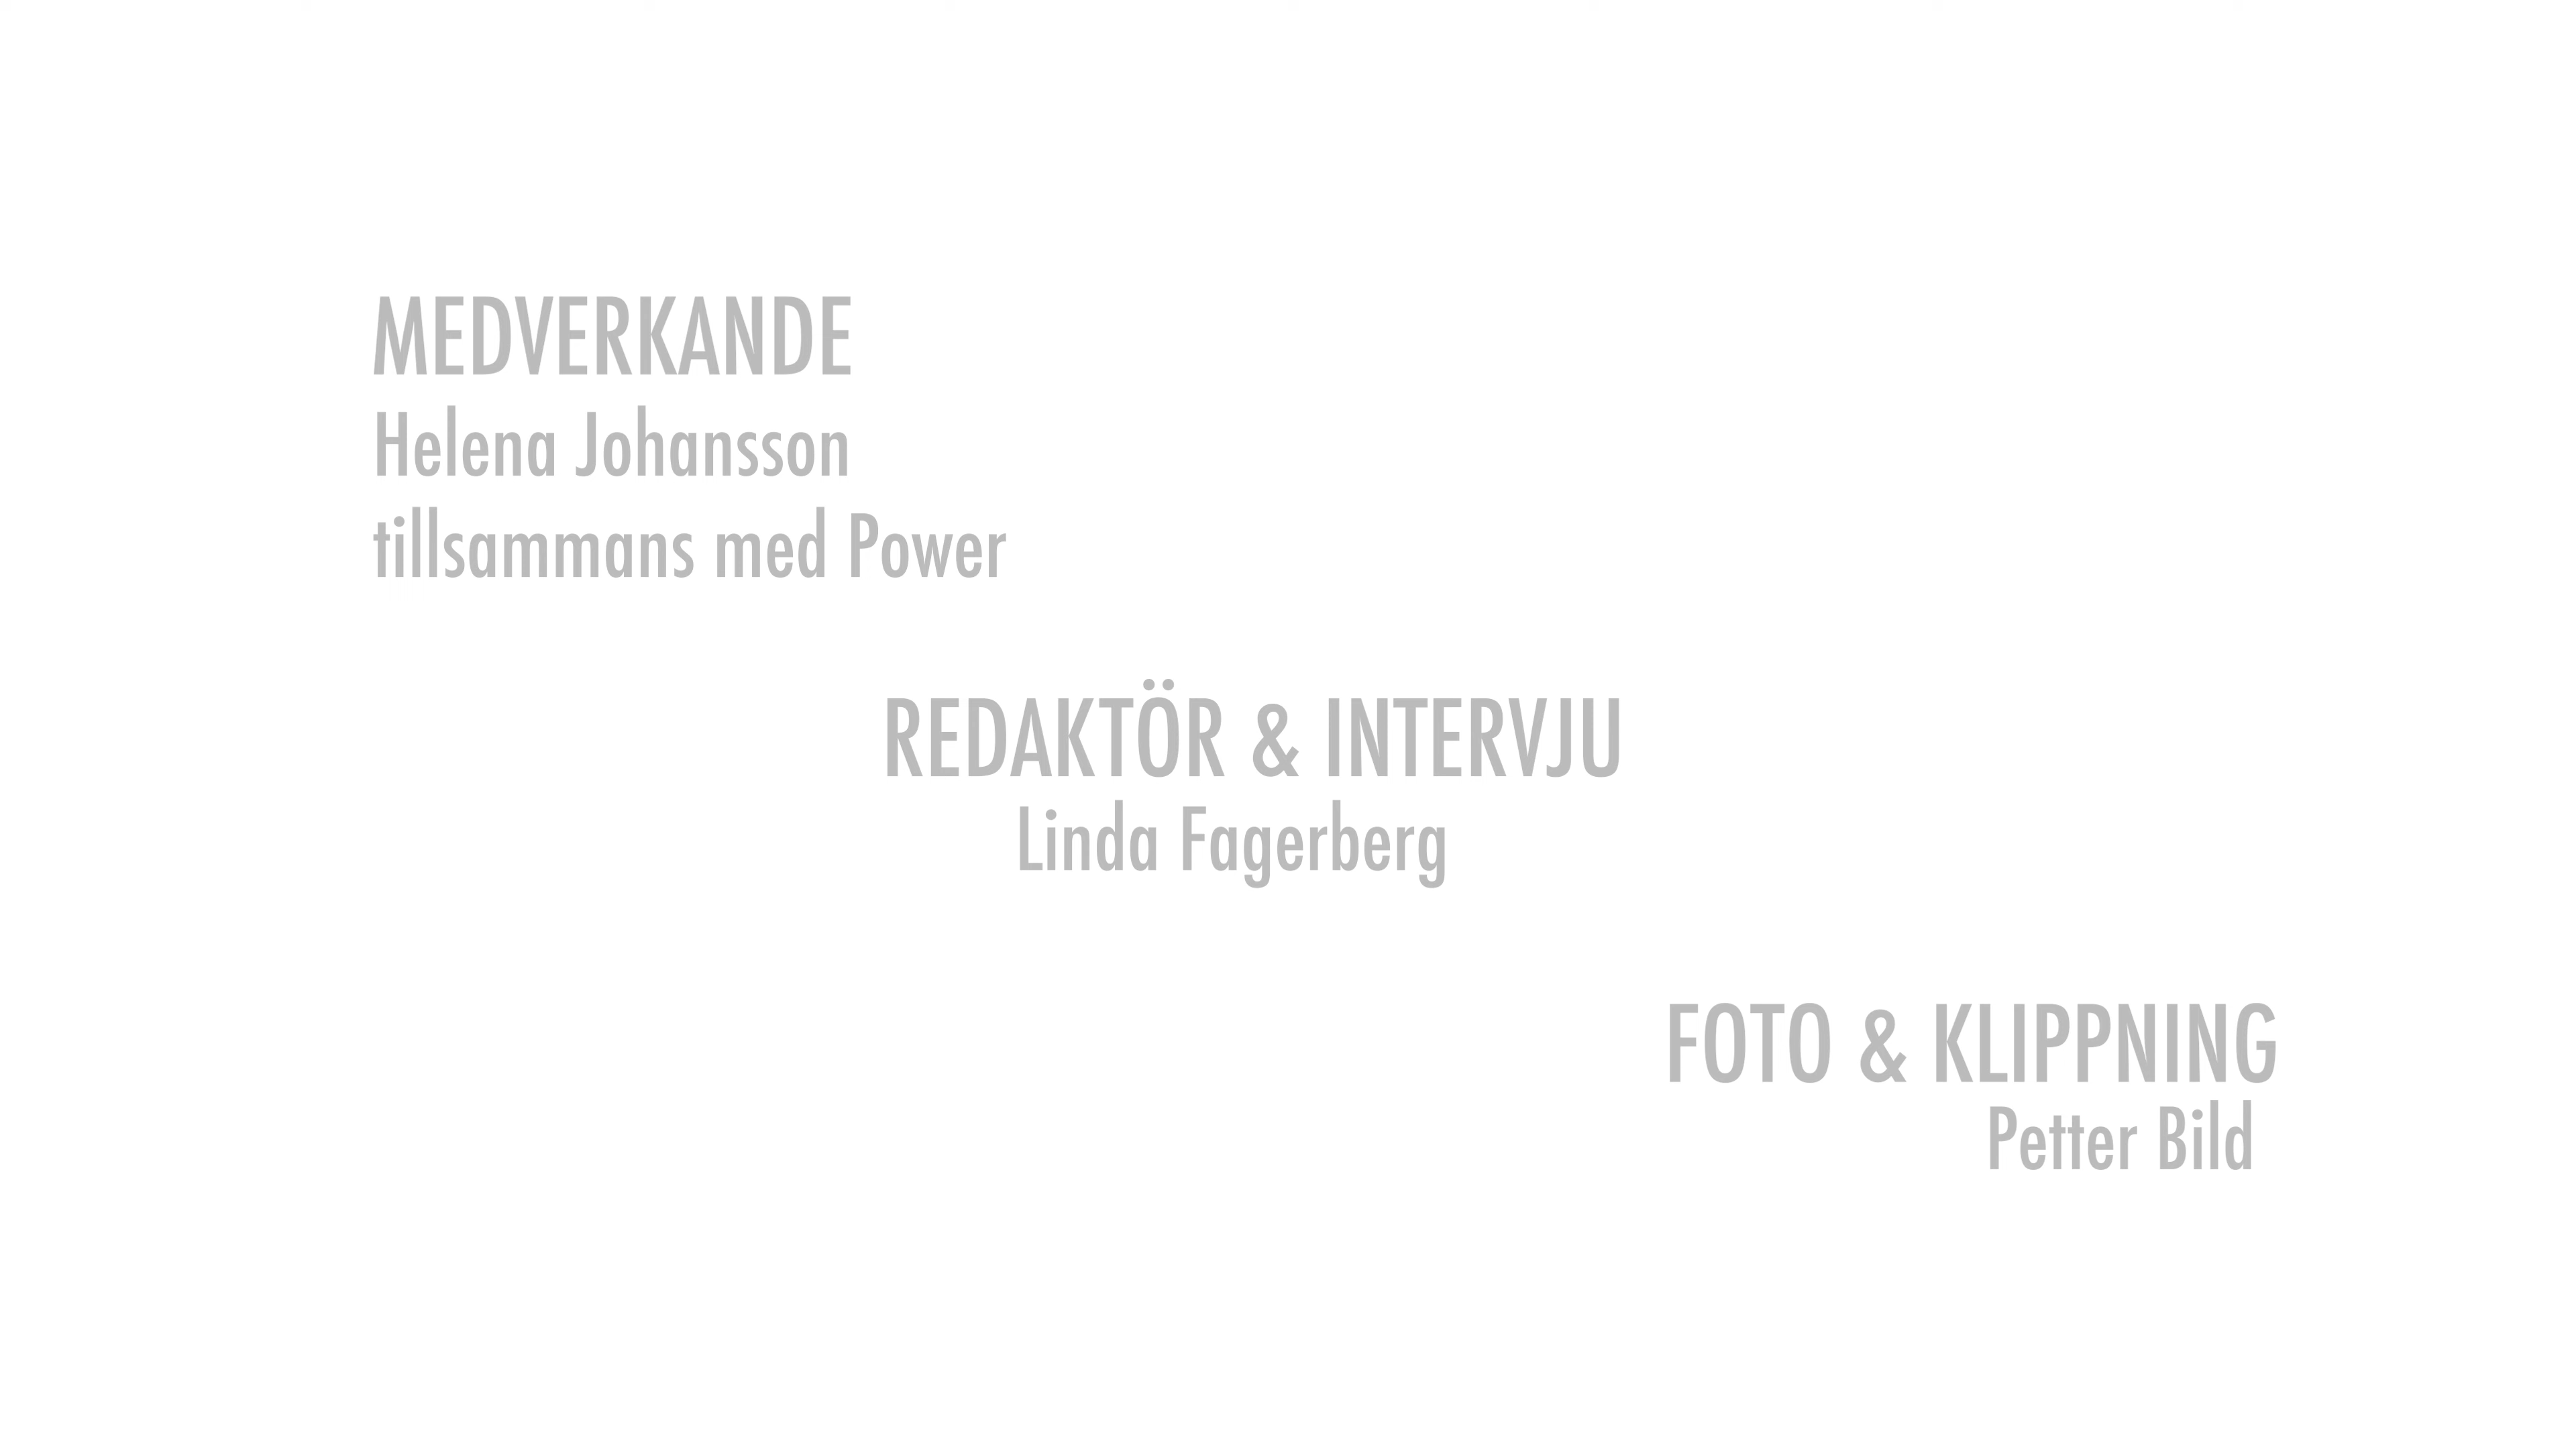 MEDVERKANDE
Helena Johansson
tillsammans med Power
REDAKTÖR & INTERVJU
Linda Fagerberg
FOTO & KLIPPNING
Petter Bild